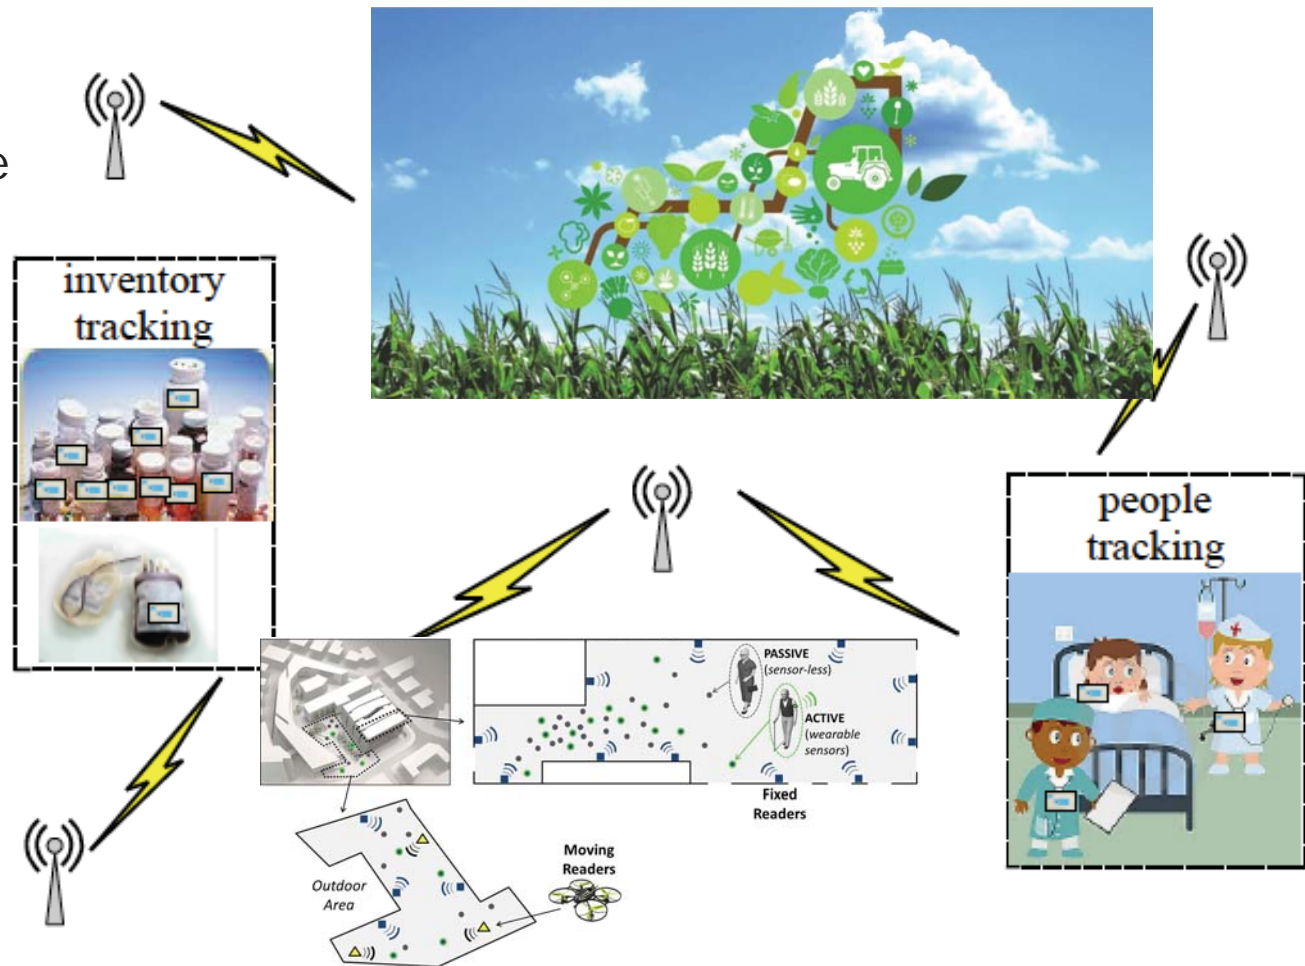 e
inventory
tracking
people
tracking
PASSIVE
(sensor-less)
ACTIVE
(wearable
sensors)
Fixed
Readers
Moving
Readers
Outdoor
Area